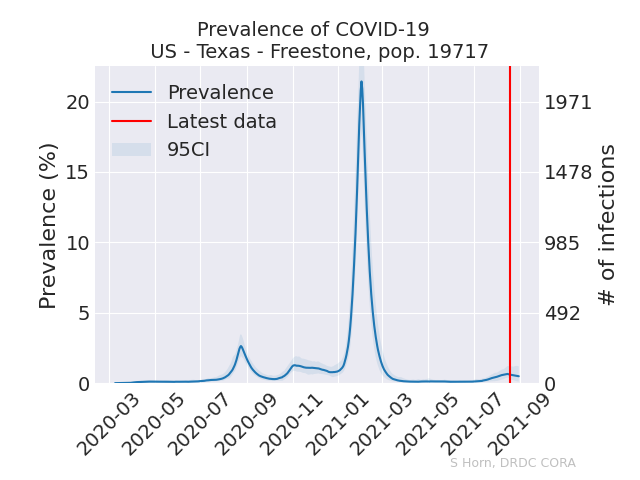 Prevalence of COVID-19
US - Texas - Freestone, pop. 19717
Prevalence
Latest data
95CI
Prevalence (%)
20
15
10
5
0
1971
1478
985
492
0
# of infections
2020-03
2020-05
2020-07
2020-09
2020-11
2021-01
2021-03
2021-05
2021-07
2021-09
S Horn, DRDC CORA